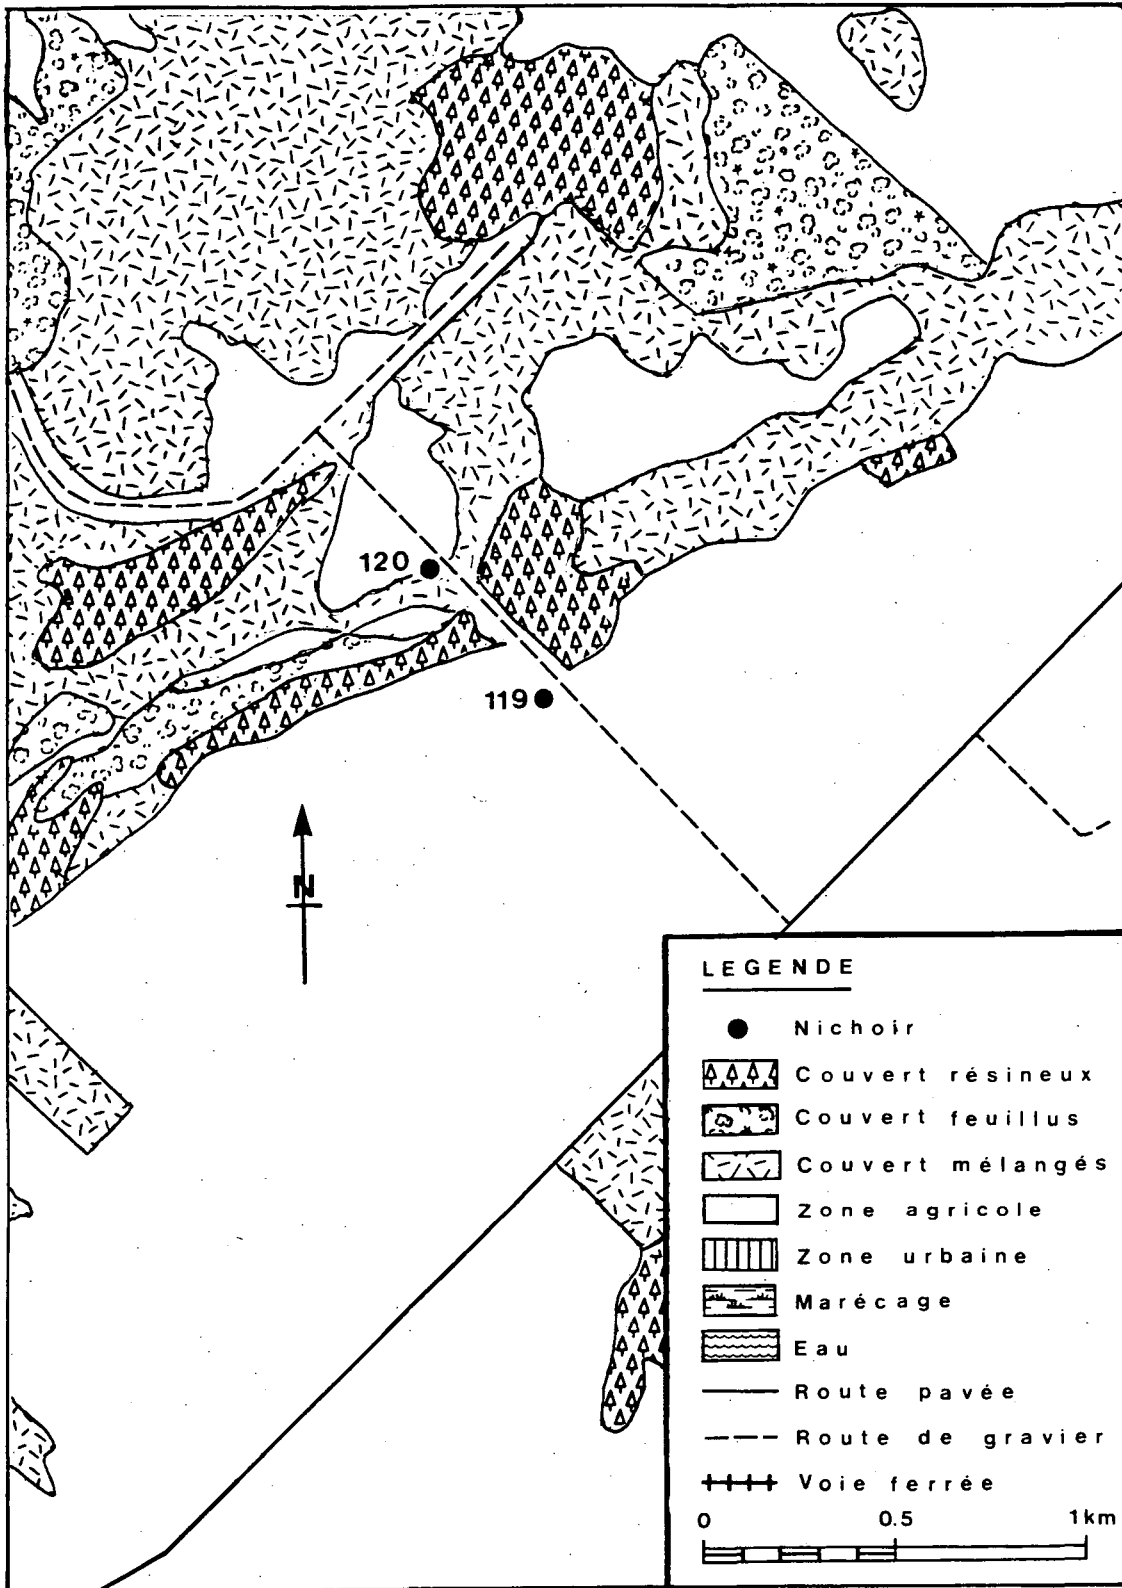 120
119
N
LEGENDE
Nichoir
Couvert résineux
Couvert feuillus
Couvert mélangés
Zone agricole
Zone urbaine
Marécage
Eau
Route pavée
Route de gravier
Voie ferrée
0 0.5 1km